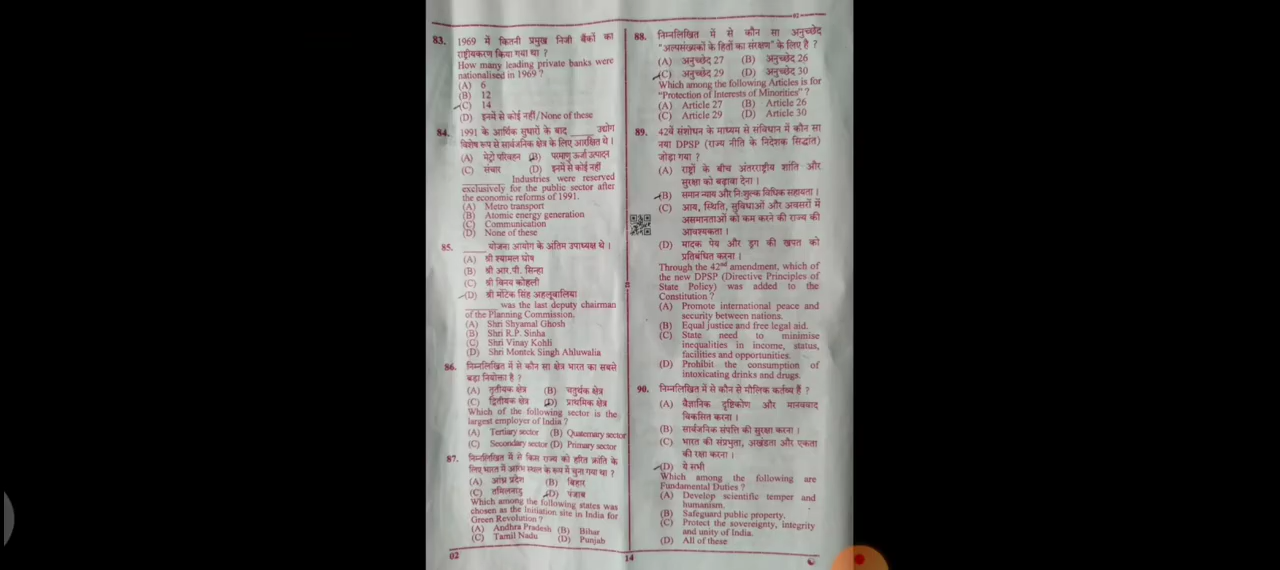 83. 1969 में कितनी प्रमुख निजी बैंकों का
राष्ट्रीयकरण किया गया था ?
How many leading private banks were
nationalised in 1969 ?
(A) 6
(B) 12
(C) 14
(D) इनमें से कोई नहीं/None of these
84. 1991 के आर्थिक सुधारों के बाद ____ उद्योग
विशेष रूप से सार्वजनिक क्षेत्र के लिए आरक्षित थे ।
(A) मेट्रो परिवहन (B) परमाणु ऊर्जा उत्पादन
(C) संचार (D) इनमें से कोई नहीं
____ Industries were reserved
exclusively for the public sector after
the economic reforms of 1991.
(A) Metro transport
(B) Atomic energy generation
(C) Communication
(D) None of these
85. ____ योजना आयोग के अंतिम उपाध्यक्ष थे ।
(A) श्री श्यामल घोष
(B) श्री आर.पी. सिन्हा
(C) श्री विनय कोहली
(D) श्री मोंटेक सिंह अहलूवालिया
____ was the last deputy chairman
of the Planning Commission.
(A) Shri Shyamal Ghosh
(B) Shri R.P. Sinha
(C) Shri Vinay Kohli
(D) Shri Montek Singh Ahluwalia
86. निम्नलिखित में से कौन सा क्षेत्र भारत का सबसे
बड़ा नियोक्ता है ?
(A) तृतीयक क्षेत्र (B) चतुर्थक क्षेत्र
(C) द्वितीयक क्षेत्र (D) प्राथमिक क्षेत्र
Which of the following sector is the
largest employer of India ?
(A) Tertiary sector (B) Quaternary sector
(C) Secondary sector (D) Primary sector
87. निम्नलिखित में से किस राज्य को हरित क्रांति के
लिए भारत में आरंभ स्थल के रूप में चुना गया था ?
(A) आंध्र प्रदेश (B) बिहार
(C) तमिलनाडु (D) पंजाब
Which among the following states was
chosen as the initiation site in India for
Green Revolution ?
(A) Andhra Pradesh (B) Bihar
(C) Tamil Nadu (D) Punjab
02
88. निम्नलिखित में से कौन सा अनुच्छेद
"अल्पसंख्यकों के हितों का संरक्षण" के लिए है ?
(A) अनुच्छेद 27 (B) अनुच्छेद 26
(C) अनुच्छेद 29 (D) अनुच्छेद 30
Which among the following Articles is for
"Protection of Interests of Minorities" ?
(A) Article 27 (B) Article 26
(C) Article 29 (D) Article 30
89. 42वें संशोधन के माध्यम से संविधान में कौन सा
नया DPSP (राज्य नीति के निदेशक सिद्धांत)
जोड़ा गया ?
(A) राष्ट्रों के बीच अंतरराष्ट्रीय शांति और
सुरक्षा को बढ़ावा देना ।
(B) समान न्याय और निःशुल्क विधिक सहायता ।
(C) आय, स्थिति, सुविधाओं और अवसरों में
असमानताओं को कम करने की राज्य की
आवश्यकता ।
(D) मादक पेय और ड्रग की खपत को
प्रतिबंधित करना ।
Through the 42nd amendment, which of
the new DPSP (Directive Principles of
State Policy) was added to the
Constitution ?
(A) Promote international peace and
security between nations.
(B) Equal justice and free legal aid.
(C) State need to minimise
inequalities in income, status,
facilities and opportunities.
(D) Prohibit the consumption of
intoxicating drinks and drugs.
90. निम्नलिखित में से कौन से मौलिक कर्तव्य हैं ?
(A) वैज्ञानिक दृष्टिकोण और मानववाद
विकसित करना ।
(B) सार्वजनिक संपत्ति की सुरक्षा करना ।
(C) भारत की संप्रभुता, अखंडता और एकता
की रक्षा करना ।
(D) ये सभी
Which among the following are
Fundamental Duties ?
(A) Develop scientific temper and
humanism.
(B) Safeguard public property.
(C) Protect the sovereignty, integrity
and unity of India.
(D) All of these
14